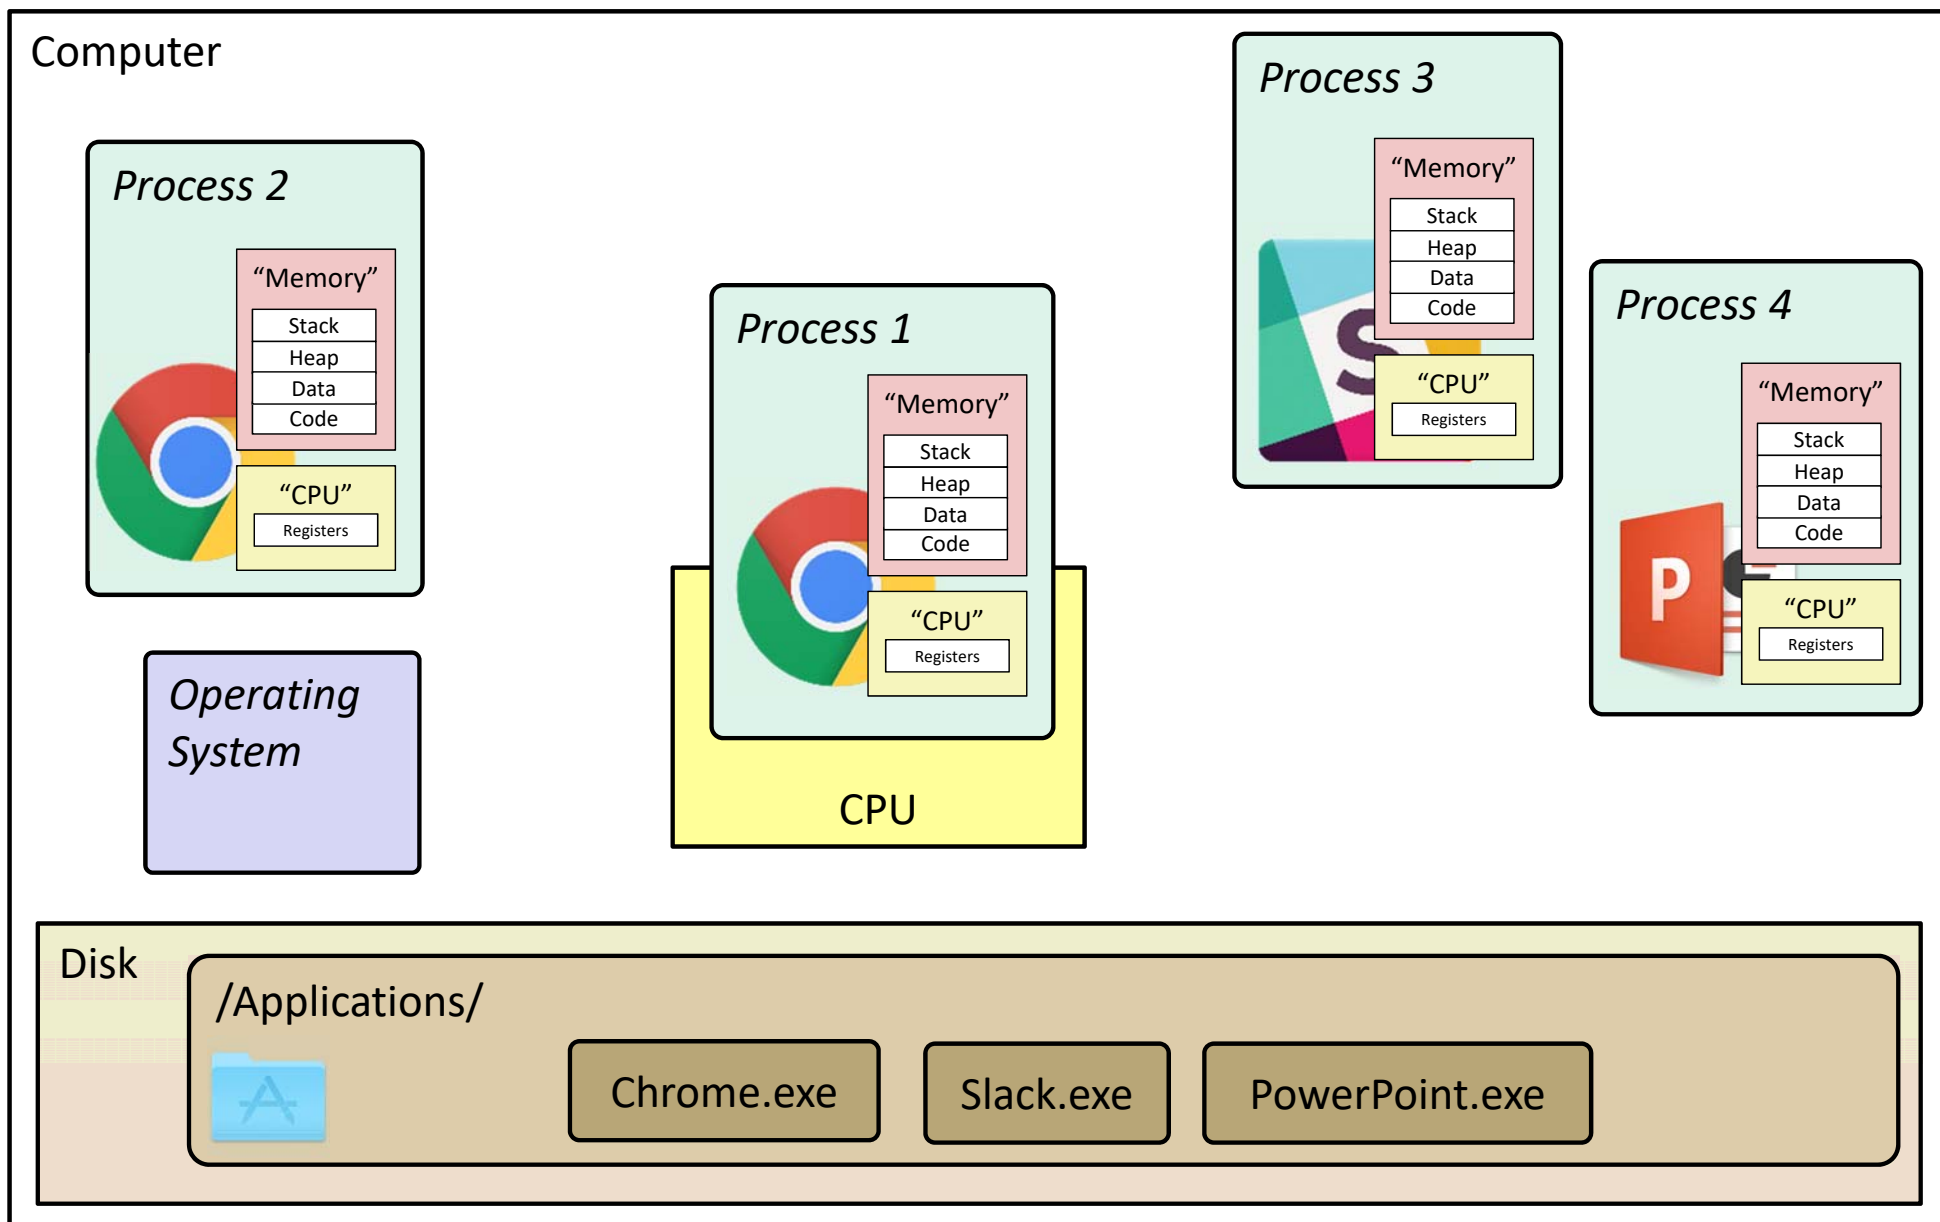 Computer
Process 2
“Memory”
Stack
Heap
Data
Code
“CPU”
Registers
Process 1
“Memory”
Stack
Heap
Data
Code
“CPU”
Registers
CPU
Process 3
“Memory”
Stack
Heap
Data
Code
S
“CPU”
Registers
Process 4
“Memory”
Stack
Heap
Data
Code
P
“CPU”
Registers
Operating
System
Disk
/Applications/
Chrome.exe
Slack.exe
PowerPoint.exe